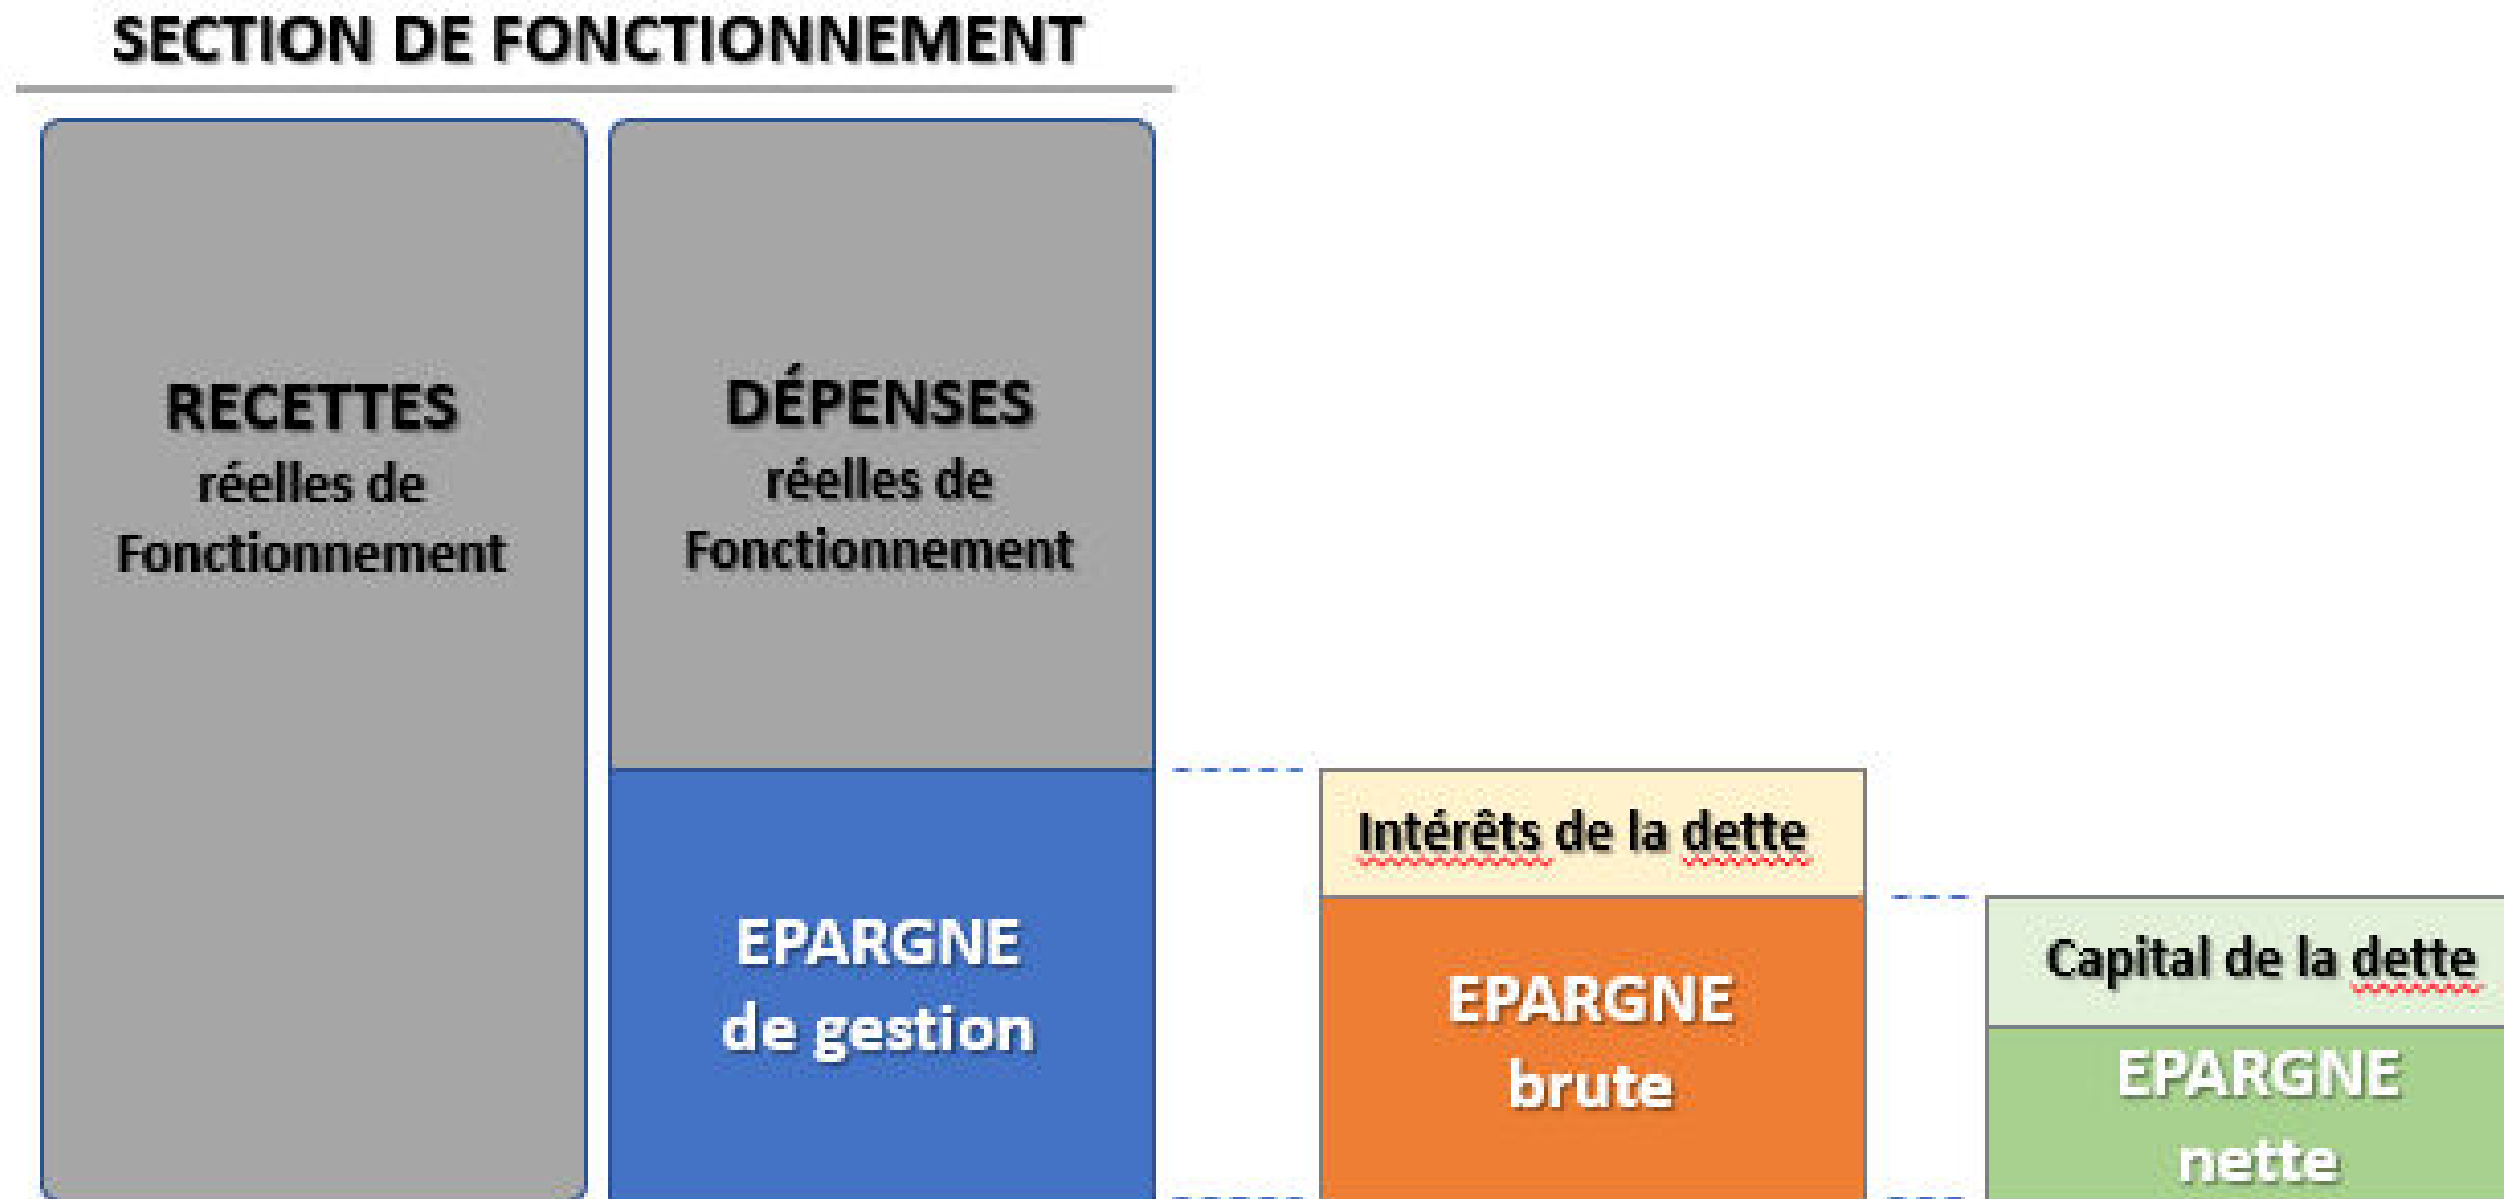 SECTION DE FONCTIONNEMENT
RECETTES
réelles de
Fonctionnement
DÉPENSES
réelles de
Fonctionnement
EPARGNE
de gestion
Intérêts de la dette
EPARGNE
brute
Capital de la dette
EPARGNE
nette